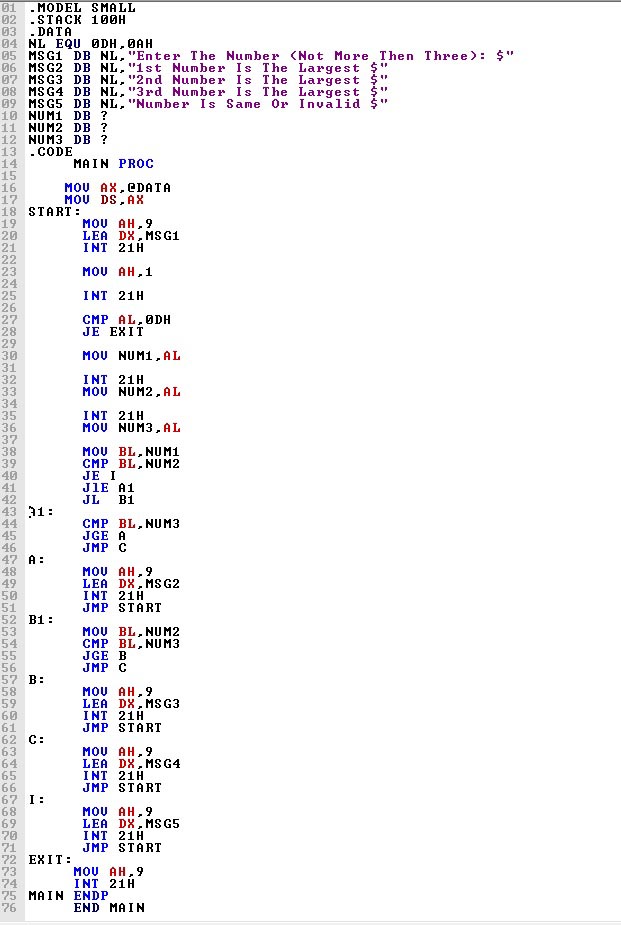 01 .MODEL SMALL
02 .STACK 100H
03 .DATA
04 NL EQU 0DH,0AH
05 MSG1 DB NL,"Enter The Number (Not More Then Three): $"
06 MSG2 DB NL,"1st Number Is The Largest $"
07 MSG3 DB NL,"2nd Number Is The Largest $"
08 MSG4 DB NL,"3rd Number Is The Largest $"
09 MSG5 DB NL,"Number Is Same Or Invalid $"
10 NUM1 DB ?
11 NUM2 DB ?
12 NUM3 DB ?
13 .CODE
14 MAIN PROC
15
16 MOV AX,@DATA
17 MOV DS,AX
18 START:
19 MOV AH,9
20 LEA DX,MSG1
21 INT 21H
22
23 MOV AH,1
24
25 INT 21H
26
27 CMP AL,0DH
28 JE EXIT
29
30 MOV NUM1,AL
31
32 INT 21H
33 MOV NUM2,AL
34
35 INT 21H
36 MOV NUM3,AL
37
38 MOV BL,NUM1
39 CMP BL,NUM2
40 JE I
41 A1
42 JL B1
43 A1:
44 CMP BL,NUM3
45 JGE A
46 JMP C
47 A:
48 MOV AH,9
49 LEA DX,MSG2
50 INT 21H
51 JMP START
52 B1:
53 MOV BL,NUM2
54 CMP BL,NUM3
55 JGE B
56 JMP C
57 B:
58 MOV AH,9
59 LEA DX,MSG3
60 INT 21H
61 JMP START
62 C:
63 MOV AH,9
64 LEA DX,MSG4
65 INT 21H
66 JMP START
67 I:
68 MOV AH,9
69 LEA DX,MSG5
70 INT 21H
71 JMP START
72 EXIT:
73 MOV AH,9
74 INT 21H
75 MAIN ENDP
76 END MAIN